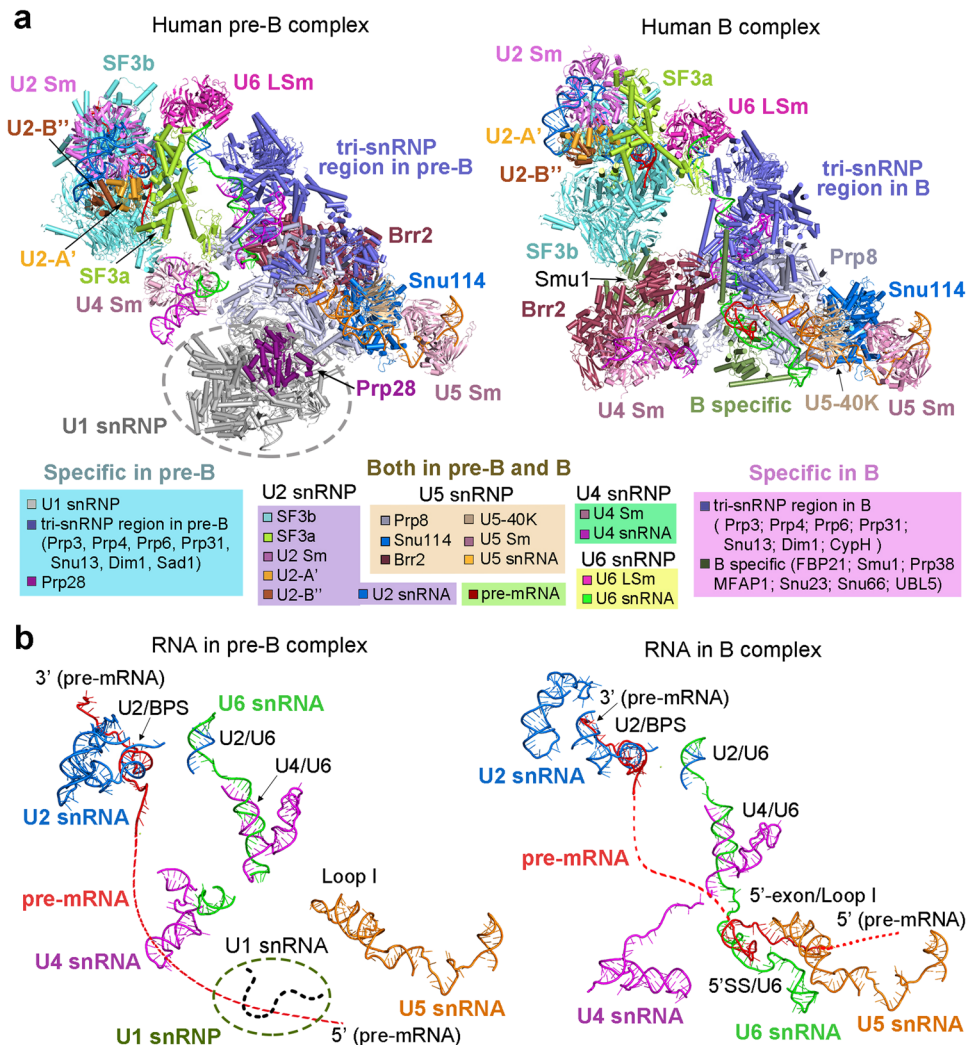 a
Human pre-B complex
Human B complex
SF3b
U2 Sm
U6 LSm
U2-B’’
tri-snRNP
region in pre-B
Brr2
U2-A’
SF3a
U4 Sm
Snu114
Prp28
U5 Sm
U1 snRNP
U2 Sm
SF3a
U6 LSm
U2-A’
U2-B’’
tri-snRNP
region in B
SF3b
Smu1
Prp8
Brr2
Snu114
U4 Sm
B specific
U5-40K
U5 Sm
Specific in pre-B
U1 snRNP
tri-snRNP region in pre-B
(Prp3, Prp4, Prp6, Prp31,
Snu13, Dim1, Sad1)
Prp28
Both in pre-B and B
U2 snRNP
SF3b
SF3a
U2 Sm
U2-A’
U2-B’’
U2 snRNA
U5 snRNP
Prp8
Snu114
Brr2
U5-40K
U5 Sm
U5 snRNA
pre-mRNA
U4 snRNP
U4 Sm
U4 snRNA
U6 snRNP
U6 LSm
U6 snRNA
Specific in B
tri-snRNP region in B
( Prp3; Prp4; Prp6; Prp31;
Snu13; Dim1; CypH )
B specific (FBP21; Smu1; Prp38
MFAP1; Snu23; Snu66; UBL5)
b
RNA in pre-B complex
RNA in B complex
3’ (pre-mRNA)
U2/BPS
U6 snRNA
U2/U6
U4/U6
U2 snRNA
pre-mRNA
Loop I
U4 snRNA
U1 snRNA
U5 snRNA
U1 snRNP
5’ (pre-mRNA)
3’ (pre-mRNA)
U2/BPS
U2/U6
U2 snRNA
U4/U6
pre-mRNA
5’-exon/Loop I
5’ (pre-mRNA)
U4 snRNA
5’SS/U6
U6 snRNA
U5 snRNA